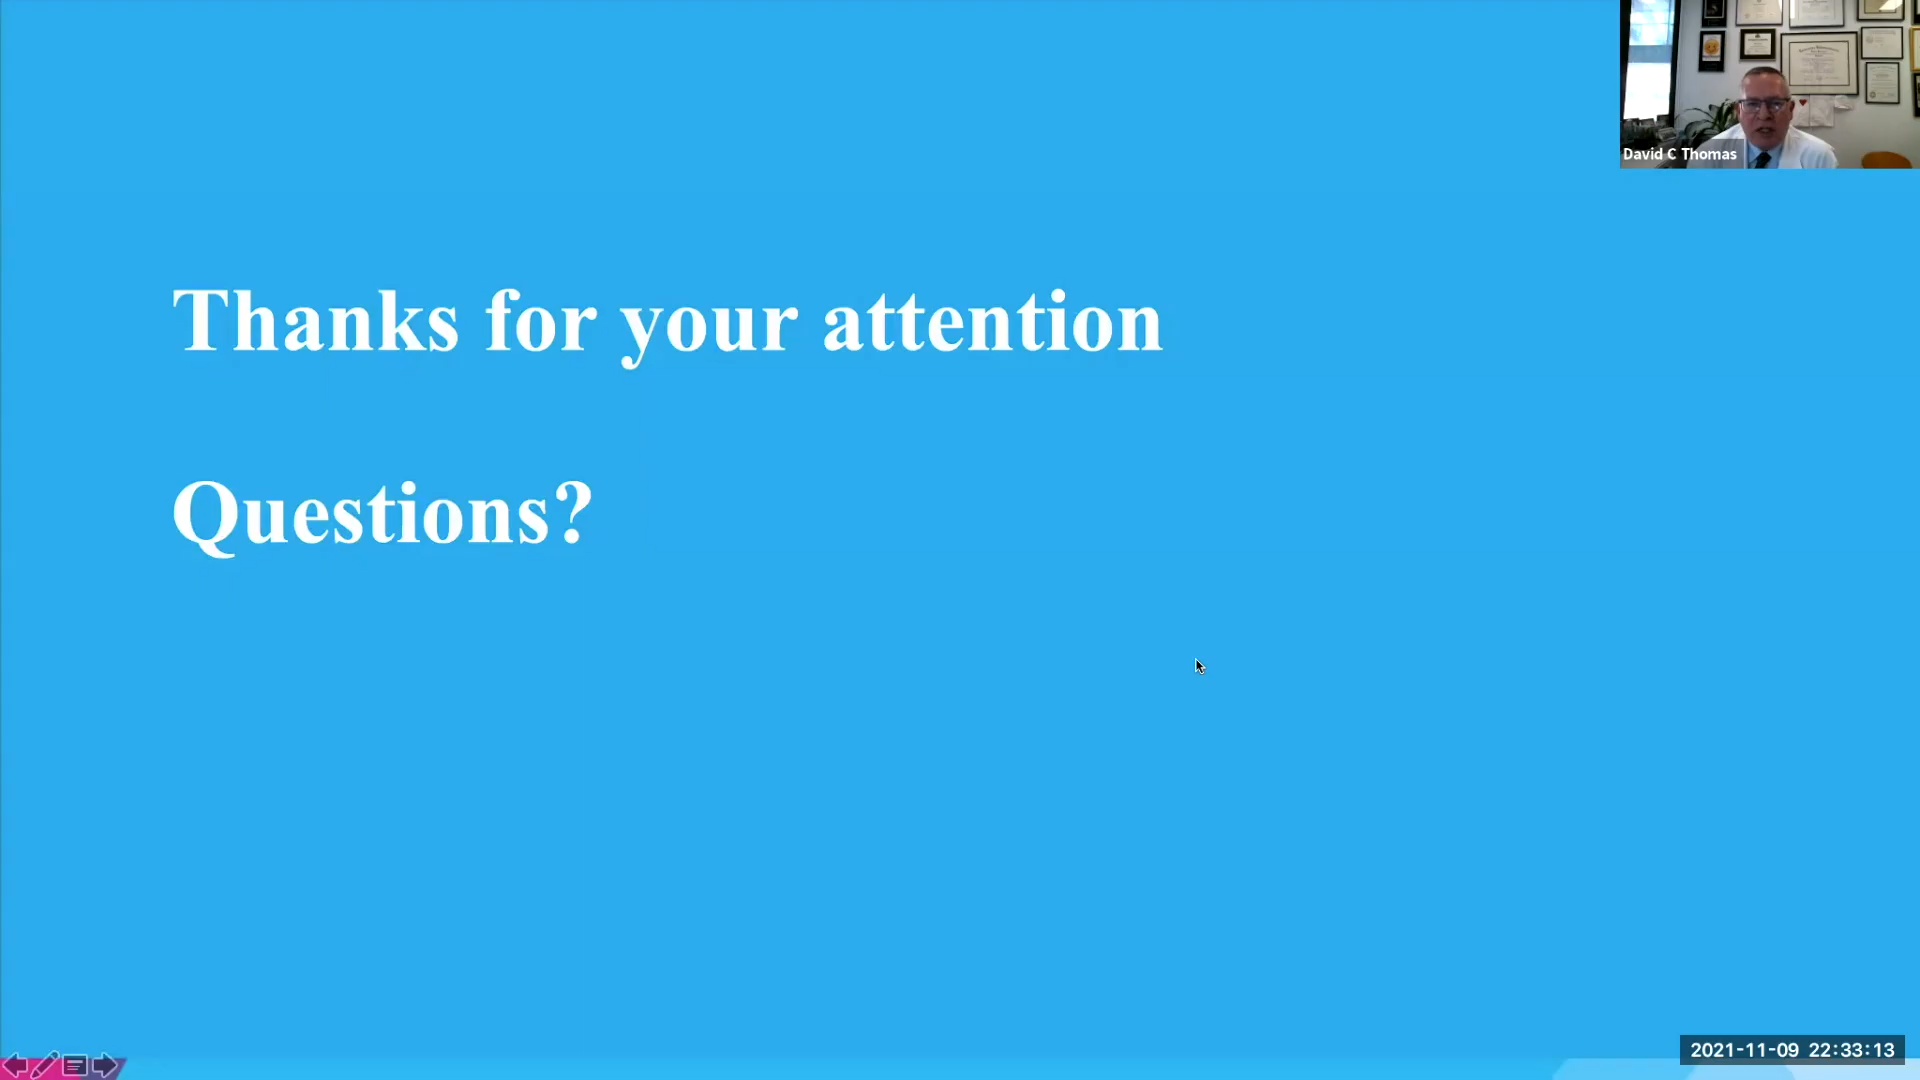 David C Thomas
Thanks for your attention
Questions?
2021-11-09 22:33:13